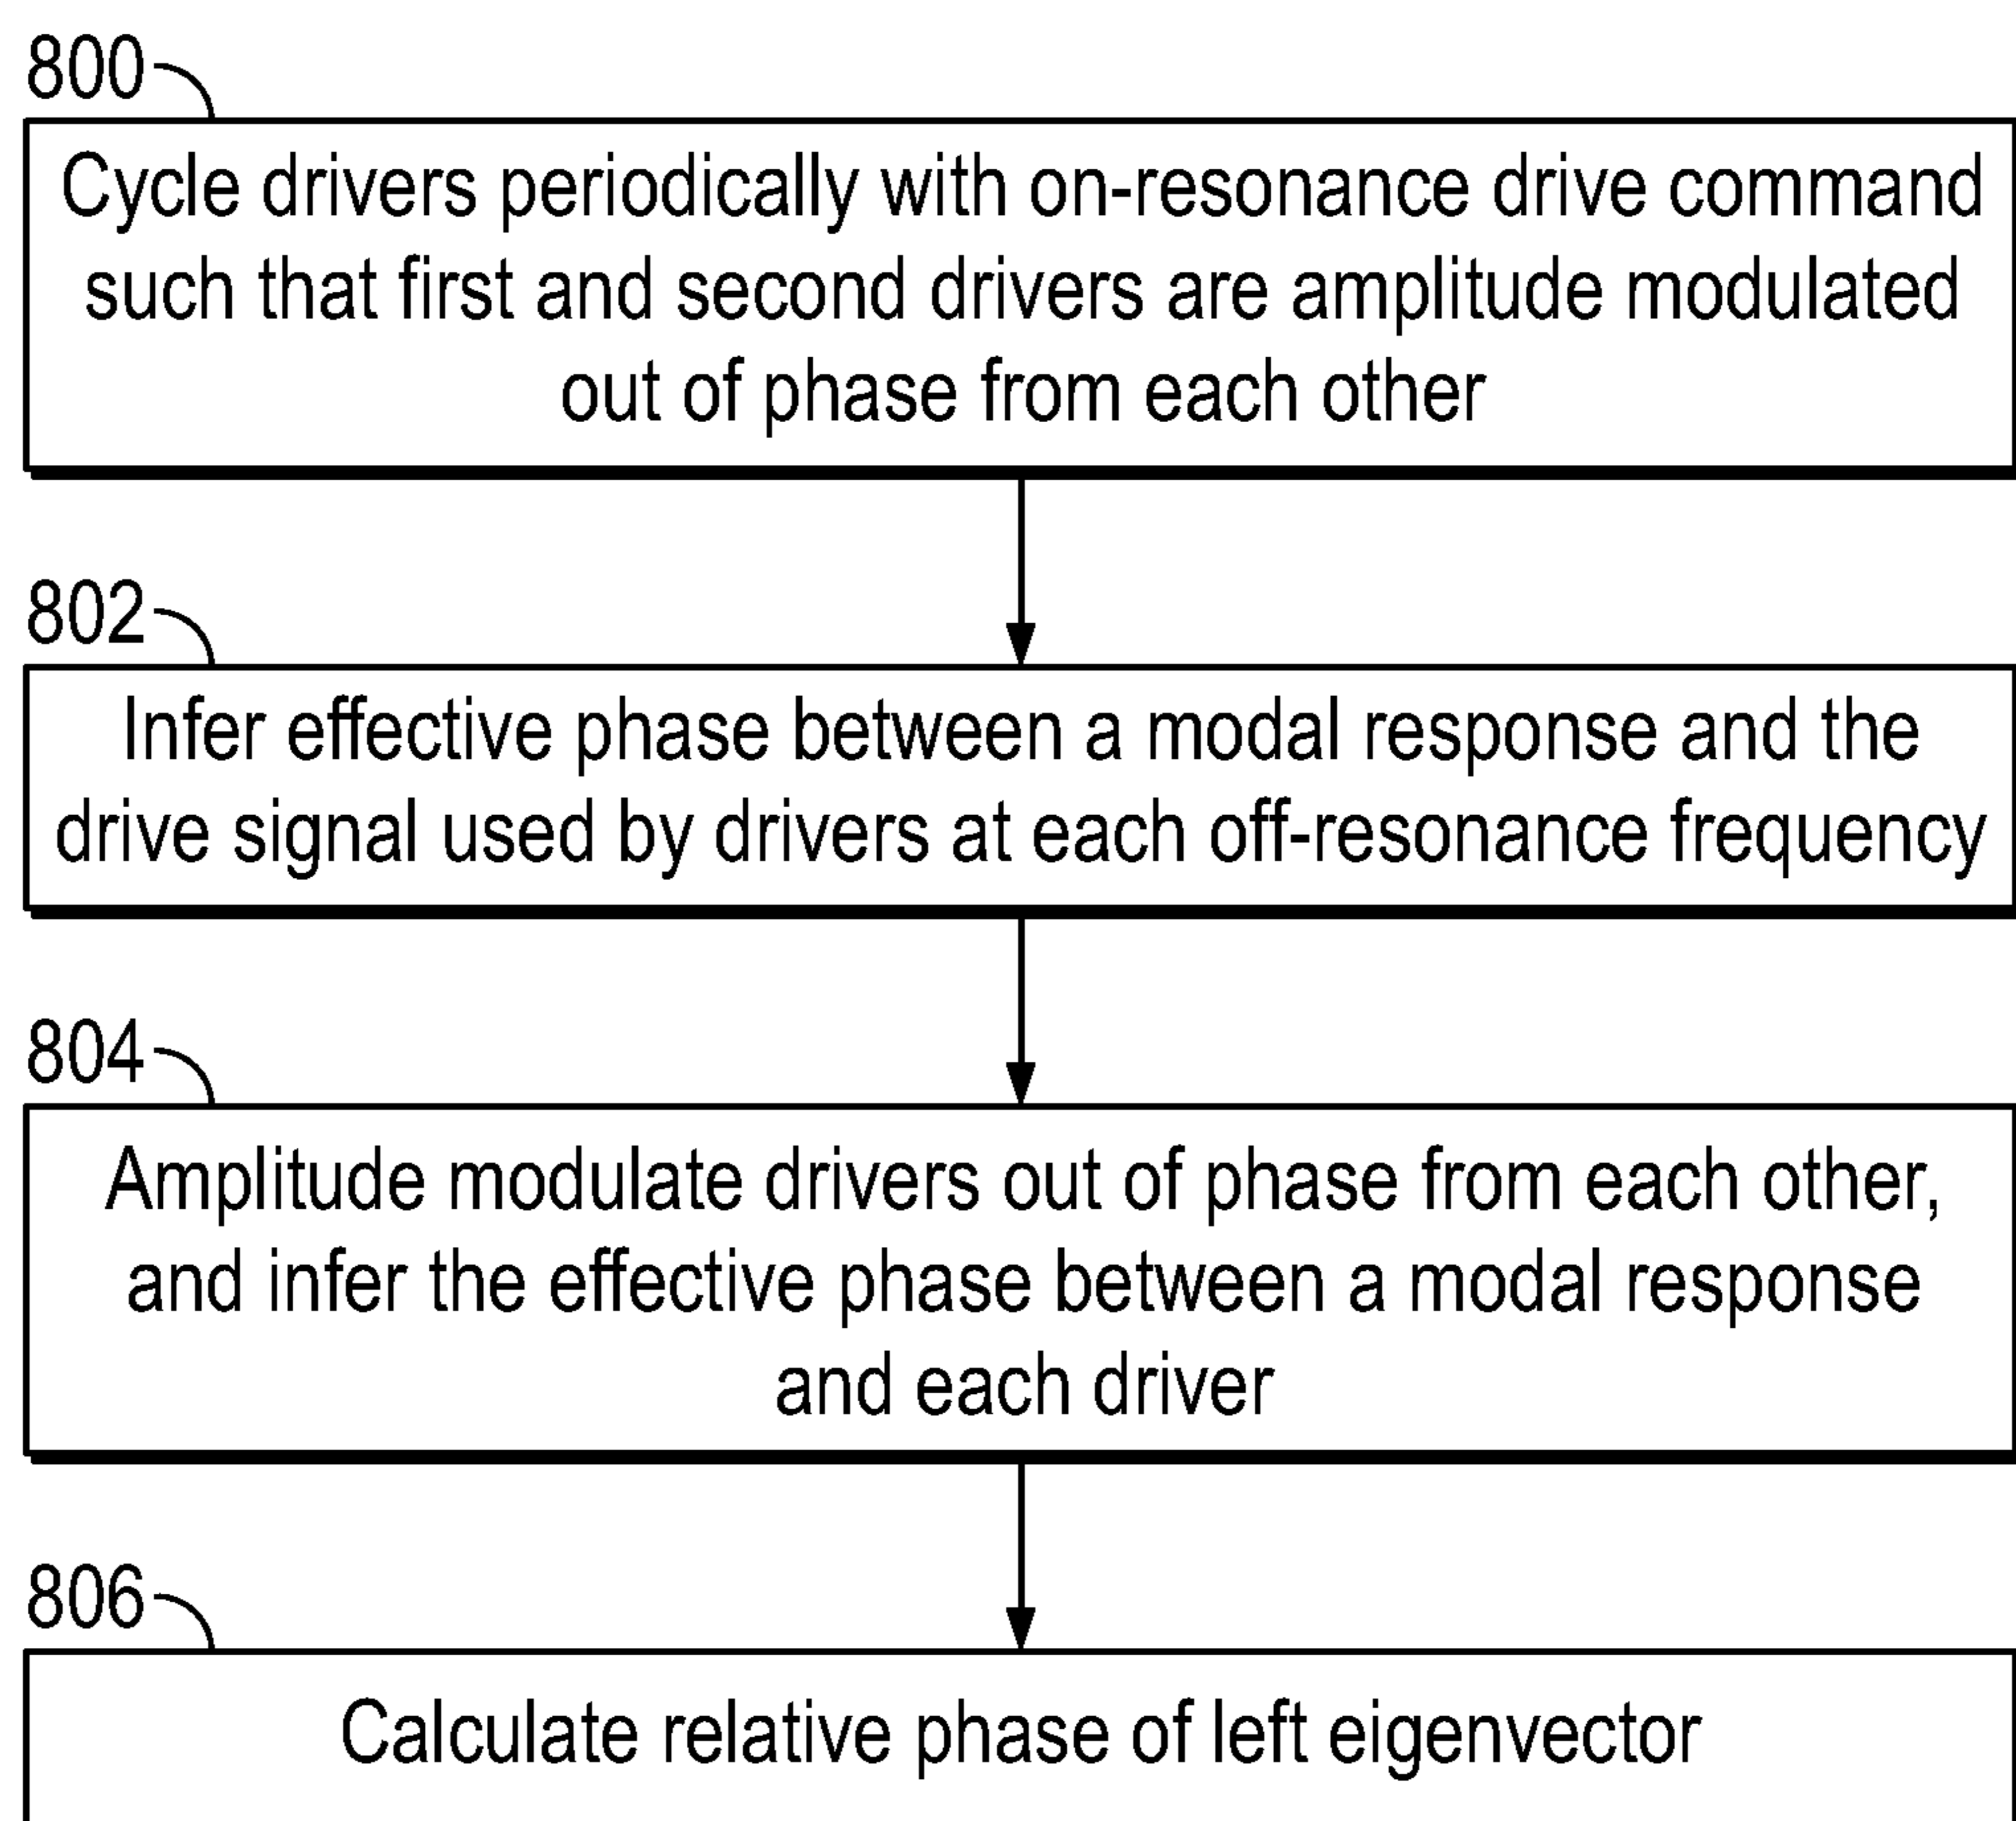 800
Cycle drivers periodically with on-resonance drive command
such that first and second drivers are amplitude modulated
out of phase from each other
802
Infer effective phase between a modal response and the
drive signal used by drivers at each off-resonance frequency
804
Amplitude modulate drivers out of phase from each other,
and infer the effective phase between a modal response
and each driver
806
Calculate relative phase of left eigenvector